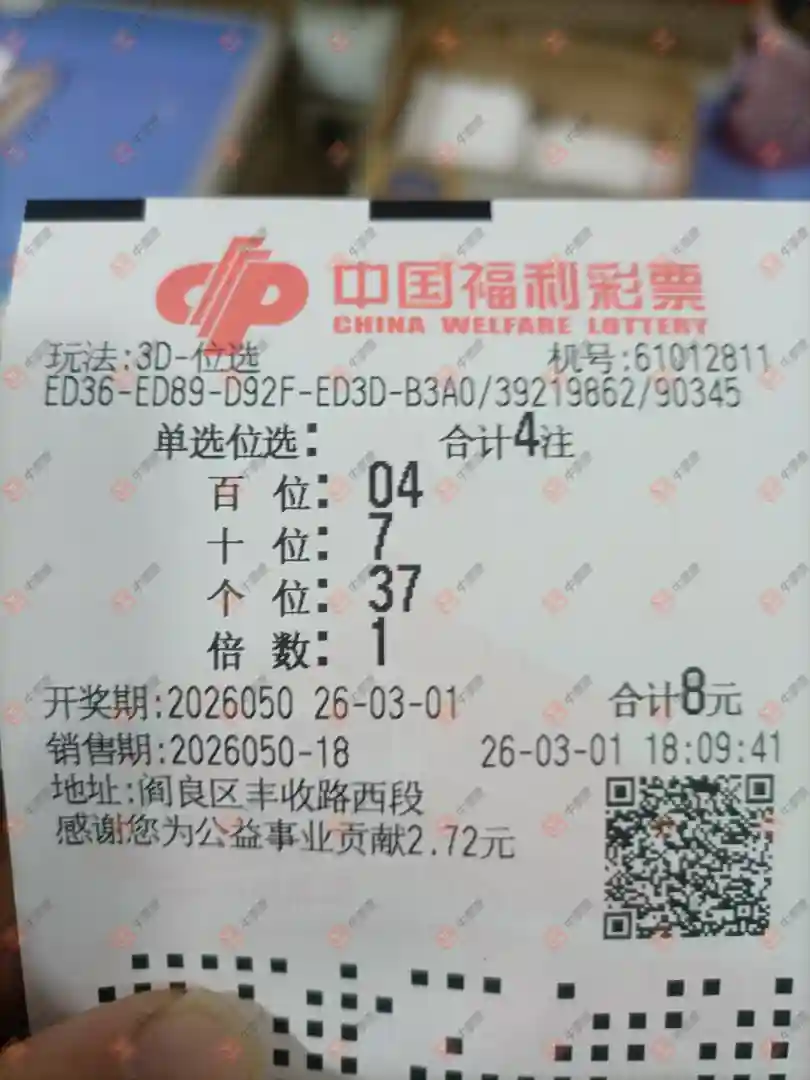 中国福利彩票
CHINA WELFARE LOTTERY
玩法:3D-位选 机号:61012811
ED36-ED89-D92F-ED3D-B3A0/39219862/90345
单选位选: 合计4注
百 位: 04
十 位: 7
个 位: 37
倍 数: 1
开奖期:2026050 26-03-01 合计8元
销售期:2026050-18 26-03-01 18:09:41
地址:阎良区丰收路西段
感谢您为公益事业贡献2.72元